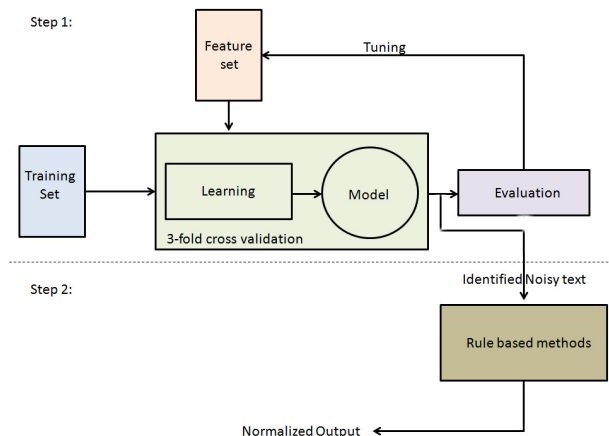 Step 1:
Feature
set
Tuning
Training
Set
Learning
Model
Evaluation
3-fold cross validation
Identified Noisy text
Step 2:
Rule based methods
Normalized Output